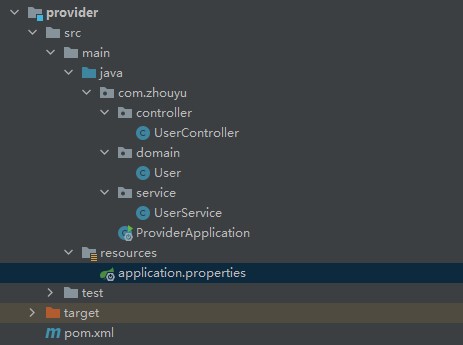 provider
src
main
java
com.zhouyu
controller
UserController
domain
User
service
UserService
ProviderApplication
resources
application.properties
test
target
pom.xml